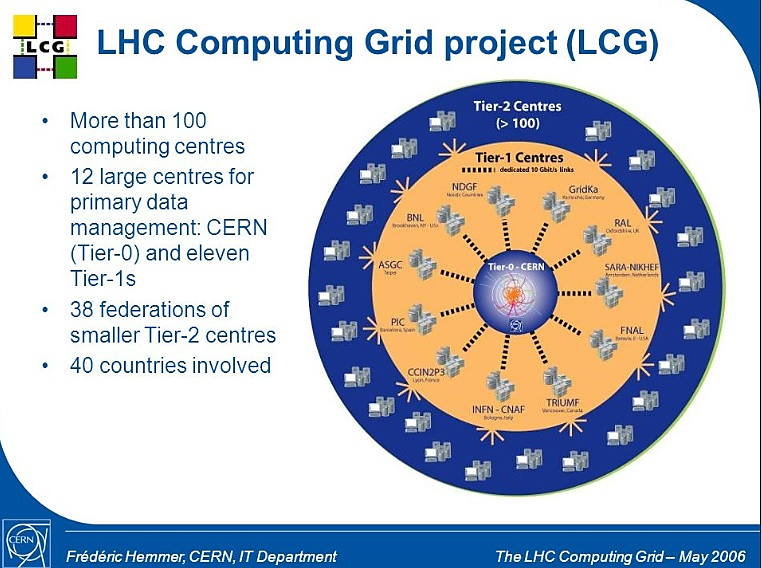 LCG
LHC Computing Grid project (LCG)
• More than 100
computing centres
• 12 large centres for
primary data
management: CERN
(Tier-0) and eleven
Tier-1s
• 38 federations of
smaller Tier-2 centres
• 40 countries involved
Tier-2 Centres
(> 100)
Tier-1 Centres
dedicated 10 Gbit/s links
NDGF
Nordic Countries
GridKa
Karlsruhe, Germany
BNL
Brookhaven, NY - USA
RAL
Oxfordshire, UK
ASGC
Taipei
Tier-0 - CERN
SARA-NIKHEF
Amsterdam, Netherlands
PIC
Barcelona, Spain
FNAL
Batavia, Il - USA
CCIN2P3
Lyon, France
TRIUMF
Vancouver, Canada
INFN - CNAF
Bologna, Italy
CERN
Frédéric Hemmer, CERN, IT Department
The LHC Computing Grid – May 2006